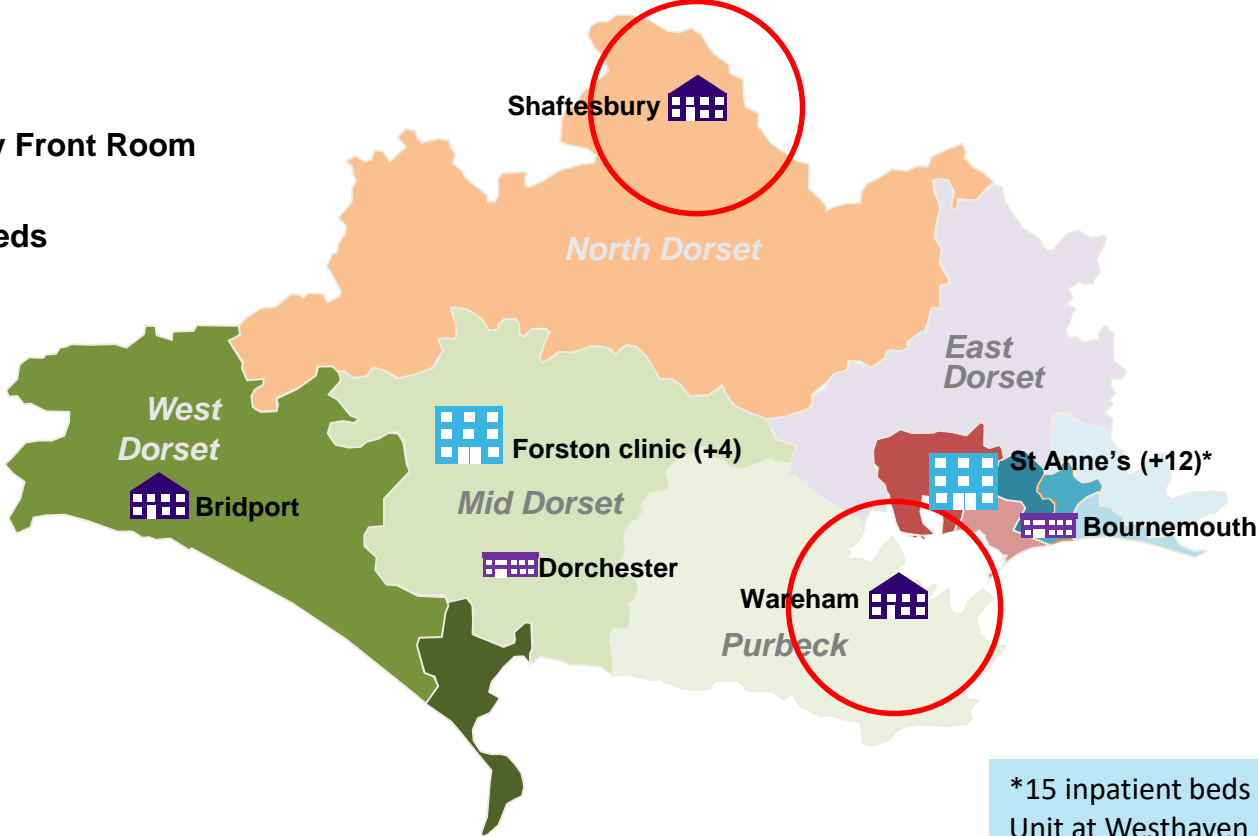 Shaftesbury
Front Room
eds
North Dorset
East
Dorset
West
Dorset
Forston clinic (+4)
St Anne's (+12)*
Mid Dorset
Bridport
Bournemouth
Dorchester
Wareham
Purbeck
*15 inpatient beds
Unit at Westhaven